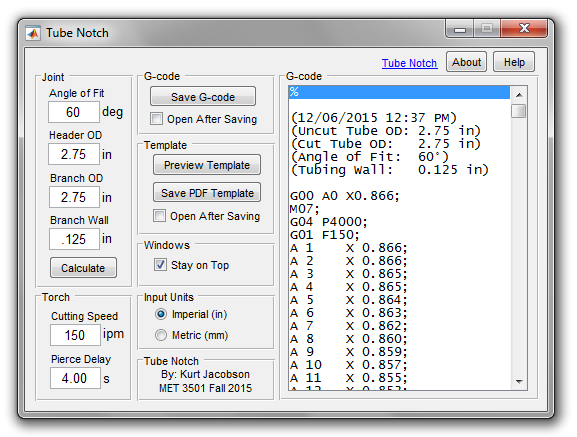 Tube Notch
Tube Notch
About
Help
Joint
Angle of Fit
60 deg
Header OD
2.75 in
Branch OD
2.75 in
Branch Wall
.125 in
Calculate
Torch
Cutting Speed
150 ipm
Pierce Delay
4.00 s
G-code
Save G-code
Open After Saving
Template
Preview Template
Save PDF Template
Open After Saving
Windows
Stay on Top
Input Units
Imperial (in)
Metric (mm)
Tube Notch
By: Kurt Jacobson
MET 3501 Fall 2015
G-code
%
(12/06/2015 12:37 PM)
(Uncut Tube OD: 2.75 in)
(Cut Tube OD: 2.75 in)
(Angle of Fit: 60°)
(Tubing Wall: 0.125 in)
G00 A0 X0.866;
M07;
G04 P4000;
G01 F150;
A 1 X 0.866;
A 2 X 0.866;
A 3 X 0.865;
A 4 X 0.865;
A 5 X 0.864;
A 6 X 0.863;
A 7 X 0.862;
A 8 X 0.860;
A 9 X 0.859;
A 10 X 0.857;
A 11 X 0.855;